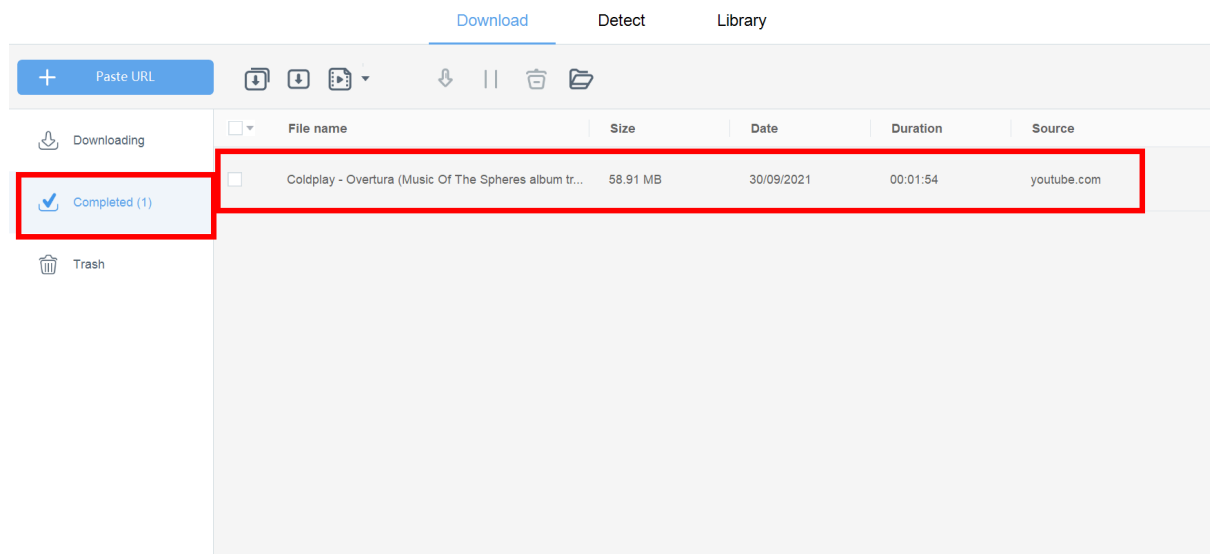 Download Detect Library
Paste URL
File name Size Date Duration Source
Downloading
Coldplay - Overtura (Music Of The Spheres album tr... 58.91 MB 30/09/2021 00:01:54 youtube.com
Completed (1)
Trash